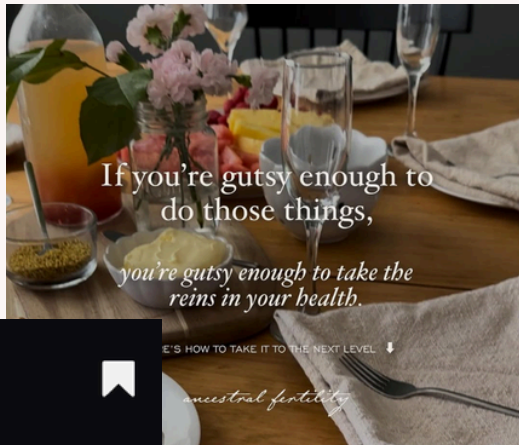 If you're gutsy enough to
do those things,
you're gutsy enough to take the
reins in your health.
E'S HOW TO TAKE IT TO THE NEXT LEVEL
ancestral fertility